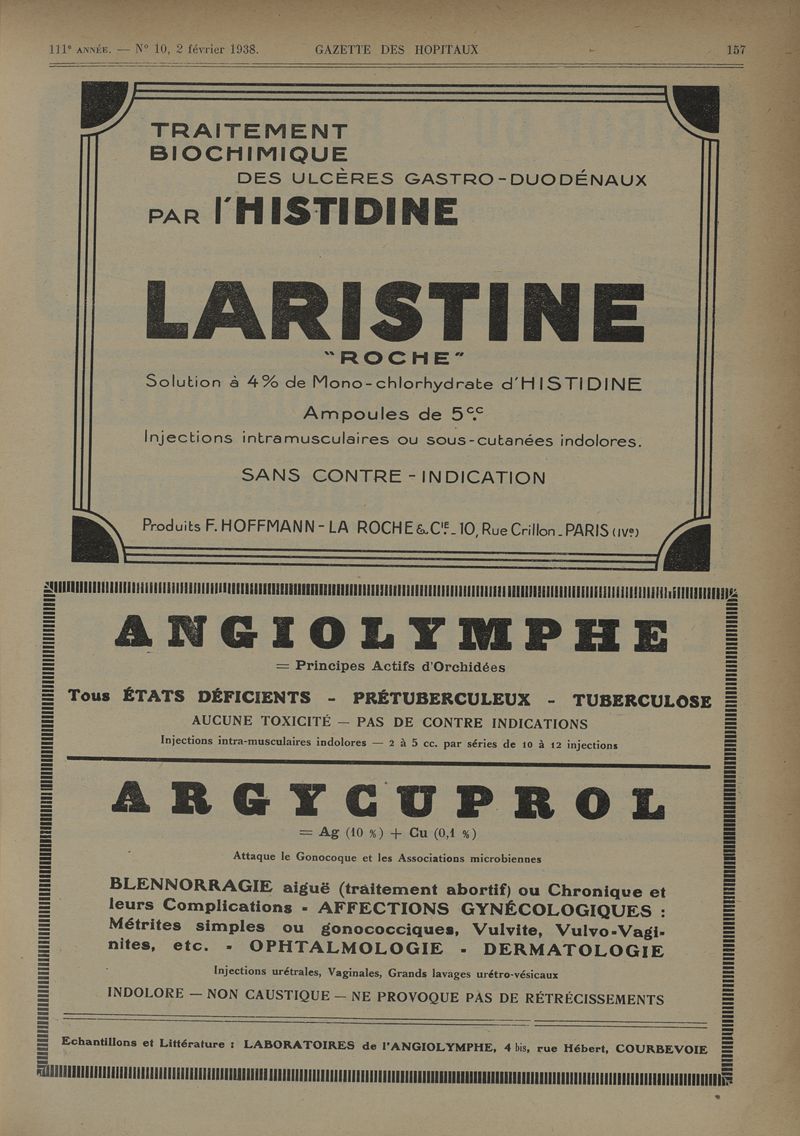 111e ANNÉE. — No 10, 2 février 1938. GAZETTE DES HOPITAUX 157
TRAITEMENT
BIOCHIMIQUE
DES ULCÈRES GASTRO-DUODÉNAUX
PAR l'HISTIDINE
LARISTINE
"ROCHE"
Solution à 4% de Mono-chlorhydrate d'HISTIDINE
Ampoules de 5c.c
Injections intramusculaires ou sous-cutanées indolores.
SANS CONTRE-INDICATION
Produits F. HOFFMANN-LA ROCHE & CIE. 10, Rue Crillon. PARIS (IVe)
ANGIOLYMPHE
= Principes Actifs d'Orchidées
Tous ÉTATS DÉFICIENTS - PRÉTUBERCULEUX - TUBERCULOSE
AUCUNE TOXICITÉ — PAS DE CONTRE INDICATIONS
Injections intra-musculaires indolores — 2 à 5 cc. par séries de 10 à 12 injections
ARGYCUPROL
= Ag (10 %) + Cu (0,1 %)
Attaque le Gonocoque et les Associations microbiennes
BLENNORRAGIE aiguë (traitement abortif) ou Chronique et
leurs Complications - AFFECTIONS GYNÉCOLOGIQUES :
Métrites simples ou gonococciques, Vulvite, Vulvo-Vagi-
nites, etc. - OPHTALMOLOGIE - DERMATOLOGIE
Injections urétrales, Vaginales, Grands lavages urétro-vésicaux
INDOLORE — NON CAUSTIQUE — NE PROVOQUE PAS DE RÉTRÉCISSEMENTS
Echantillons et Littérature : LABORATOIRES de l'ANGIOLYMPHE, 4 bis, rue Hébert, COURBEVOIE